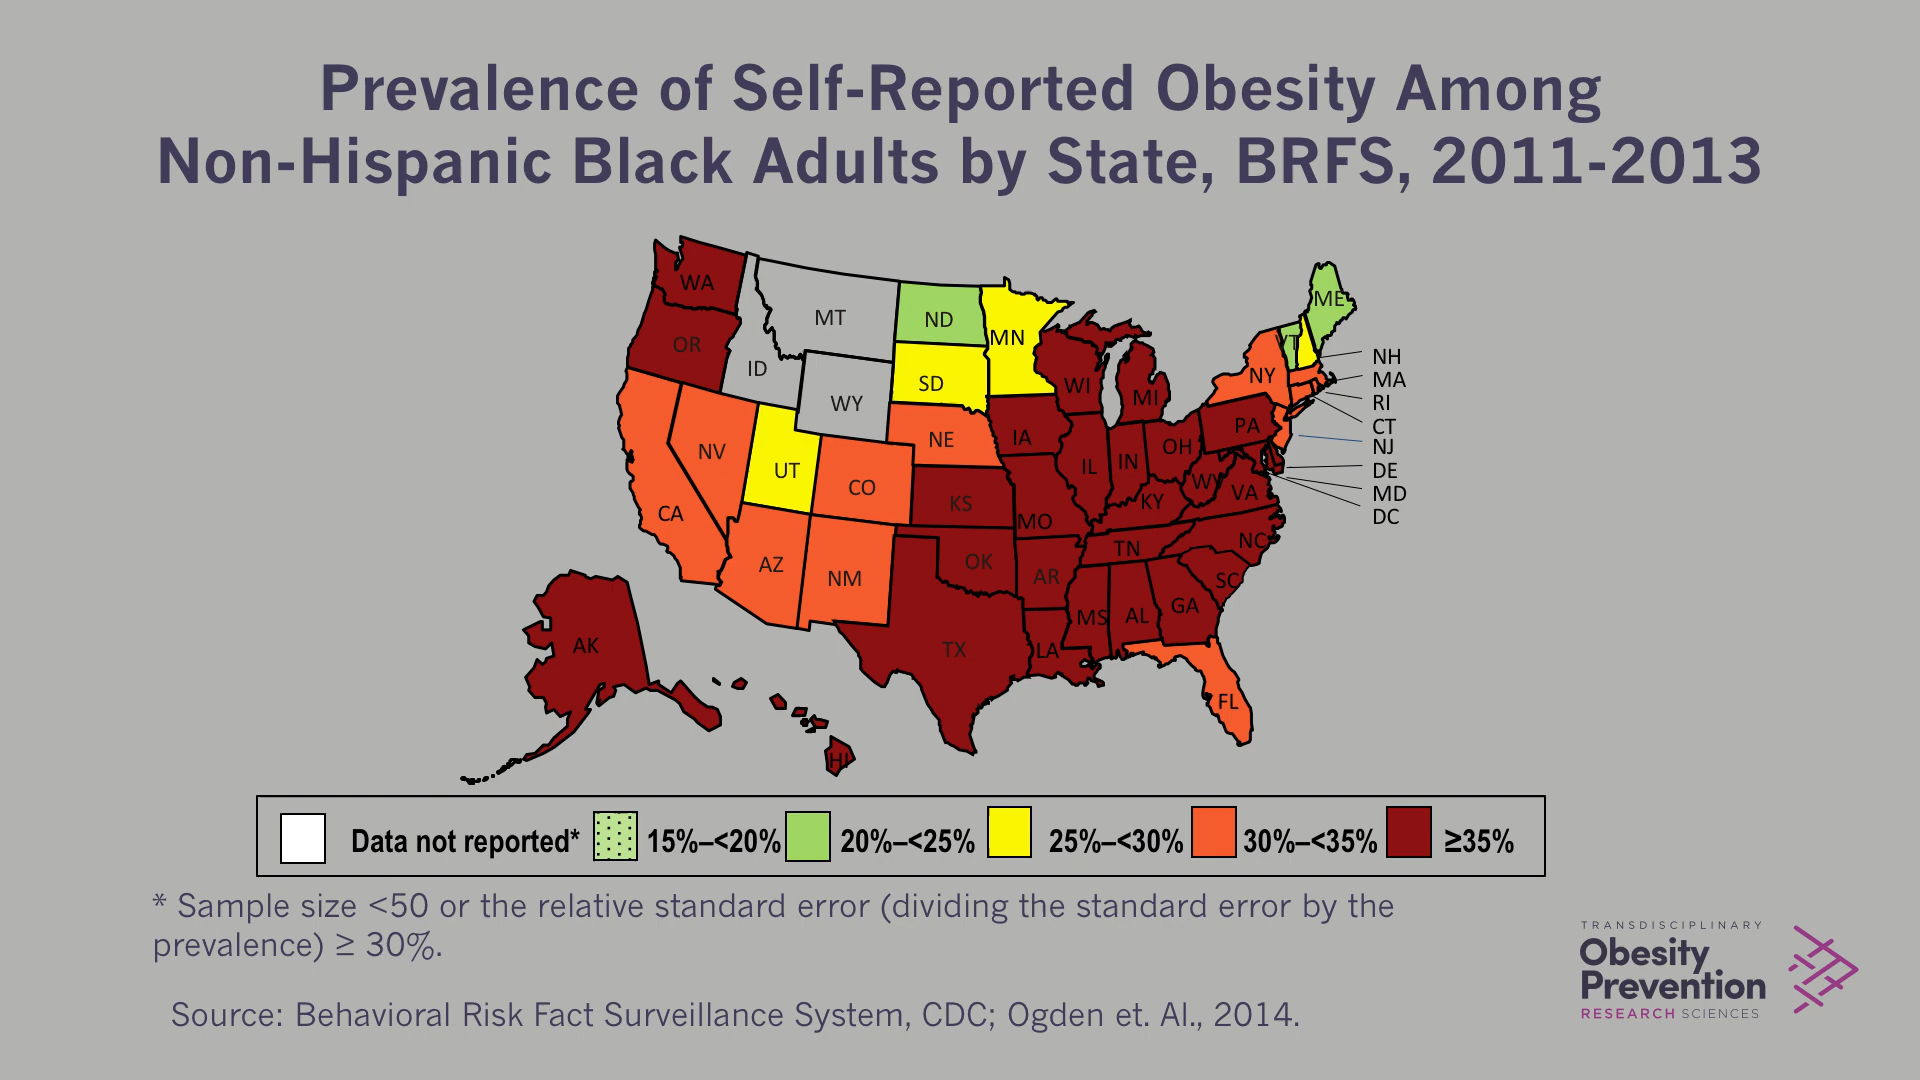 Prevalence of Self-Reported Obesity Among
Non-Hispanic Black Adults by State, BRFS, 2011-2013
WA
MT
ND
MN
ME
VT
OR
ID
SD
WI
NY
NH
MA
RI
CT
NJ
DE
MD
DC
WY
MI
NE
IA
PA
NV
UT
CO
IL
IN
OH
KS
MO
KY
WV
VA
CA
AZ
NM
OK
AR
TN
NC
SC
MS
AL
GA
AK
TX
LA
FL
HI
Data not reported* 15%–<20% 20%–<25% 25%–<30% 30%–<35% ≥35%
* Sample size <50 or the relative standard error (dividing the standard error by the
prevalence) ≥ 30%.
Source: Behavioral Risk Fact Surveillance System, CDC; Ogden et. Al., 2014.
TRANSDISCIPLINARY
Obesity
Prevention
RESEARCH SCIENCES